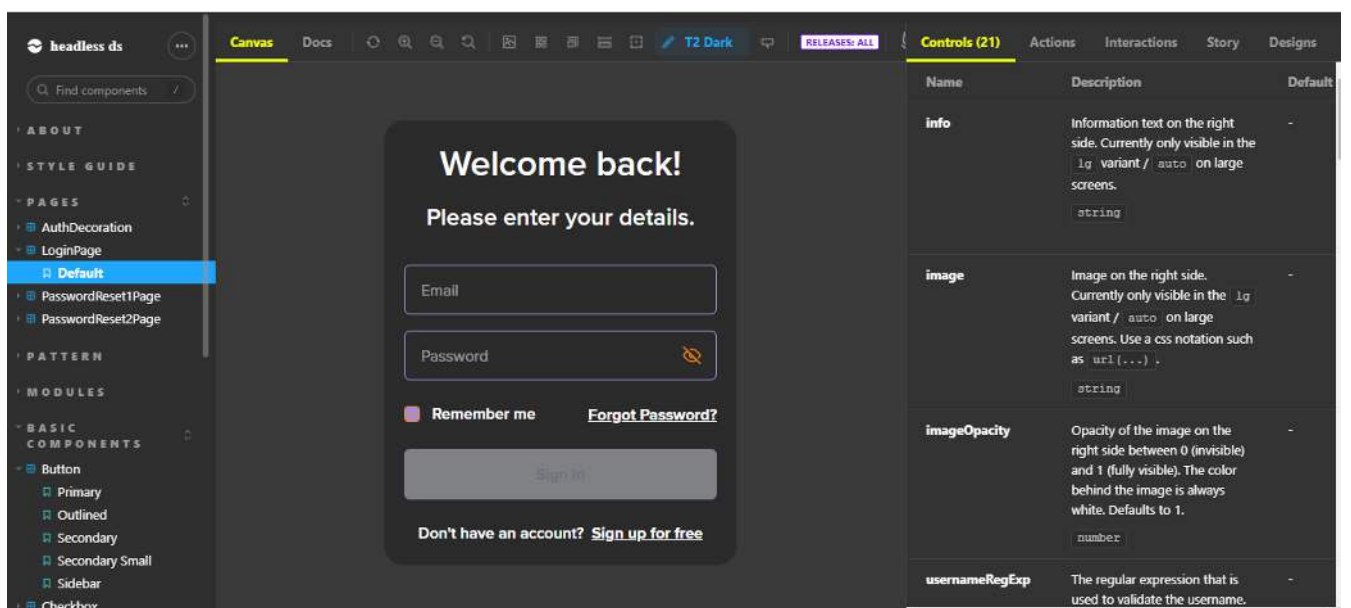 headless ds
Find components /
ABOUT
STYLE GUIDE
PAGES
AuthDecoration
LoginPage
Default
PasswordReset1Page
PasswordReset2Page
PATTERN
MODULES
BASIC
COMPONENTS
Button
Primary
Outlined
Secondary
Secondary Small
Sidebar
Checkbox
Canvas Docs T2 Dark RELEASES: ALL
Welcome back!
Please enter your details.
Email
Password
Remember me Forgot Password?
Sign In
Don't have an account? Sign up for free
Controls (21) Actions Interactions Story Designs
Name Description Default
info Information text on the right -
side. Currently only visible in the
lg variant / auto on large
screens.
string
image Image on the right side. -
Currently only visible in the lg
variant / auto on large
screens. Use a css notation such
as url(...) .
string
imageOpacity Opacity of the image on the -
right side between 0 (invisible)
and 1 (fully visible). The color
behind the image is always
white. Defaults to 1.
number
usernameRegExp The regular expression that is -
used to validate the username.